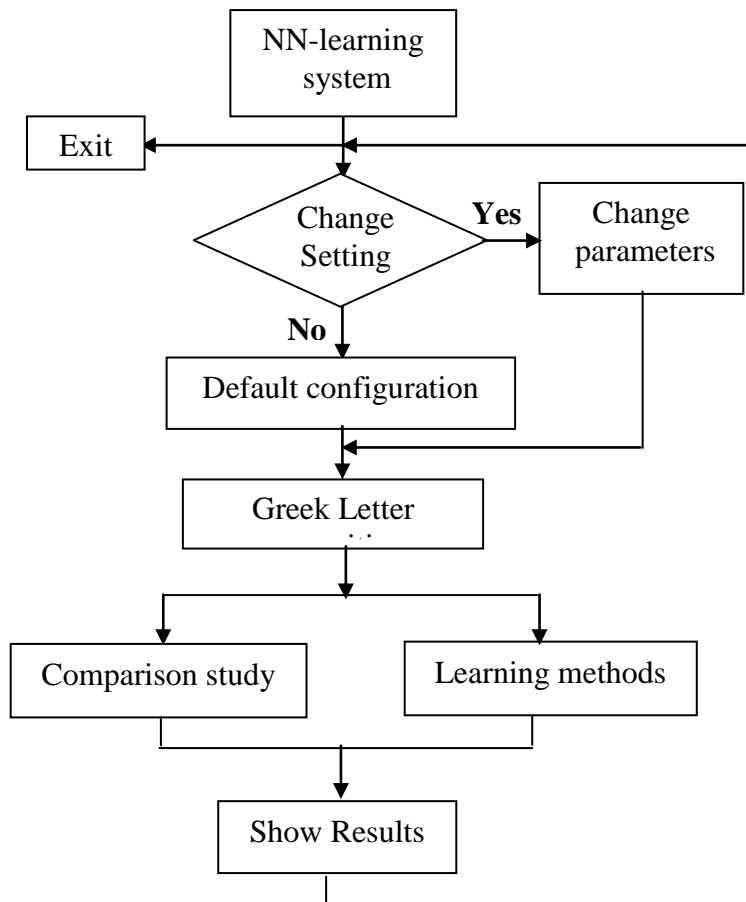 NN-learning
system
Exit
Change
Setting
Yes
Change
parameters
No
Default configuration
Greek Letter
Comparison study
Learning methods
Show Results